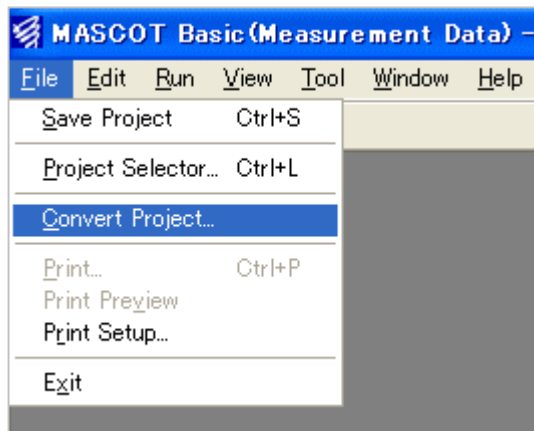 MASCOT Basic(Measurement Data) -
File Edit Run View Tool Window Help
Save Project Ctrl+S
Project Selector... Ctrl+L
Convert Project...
Print... Ctrl+P
Print Preview
Print Setup...
Exit